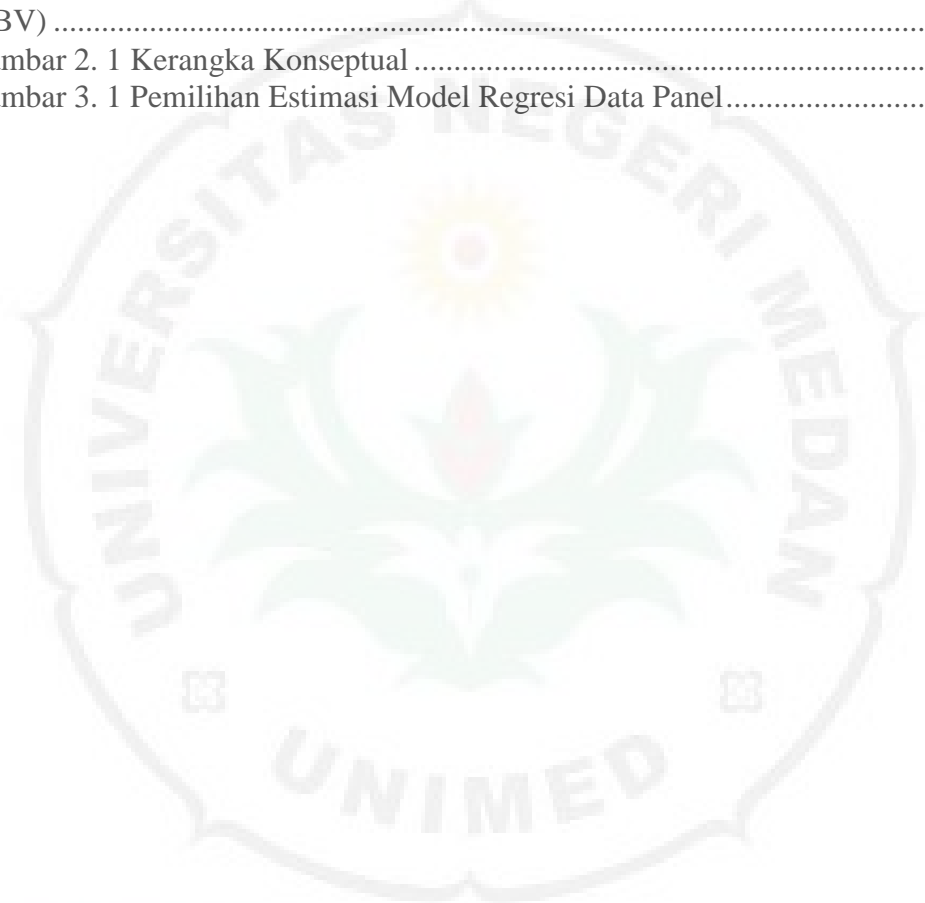 BV) ....................................................................................................
mbar 2. 1 Kerangka Konseptual ................................................................
mbar 3. 1 Pemilihan Estimasi Model Regresi Data Panel.........................
UNIVERSITAS NEGERI MEDAN
UNIMED